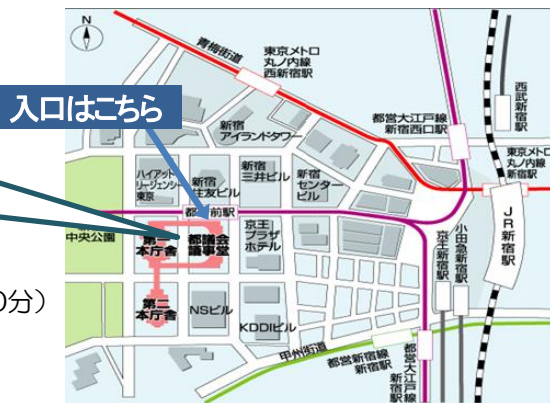 N
青梅街道
東京メトロ
丸ノ内線
西新宿駅
入口はこちら
都営大江戸線
新宿西口駅
西武新宿駅
新宿
アイランドタワー
東京メトロ
丸ノ内線
新宿駅
ハイアット
リージェンシー
東京
新宿
住友ビル
新宿
三井ビル
新宿
センター
ビル
都庁前駅
JR新宿駅
小田急新宿駅
京王新宿駅
中央公園
第一
本庁舎
都議会
議事堂
京王
プラザ
ホテル
0分）
第二
本庁舎
NSビル
KDDIビル
甲州街道
都営新宿線
新宿駅
都営大江戸線
新宿駅